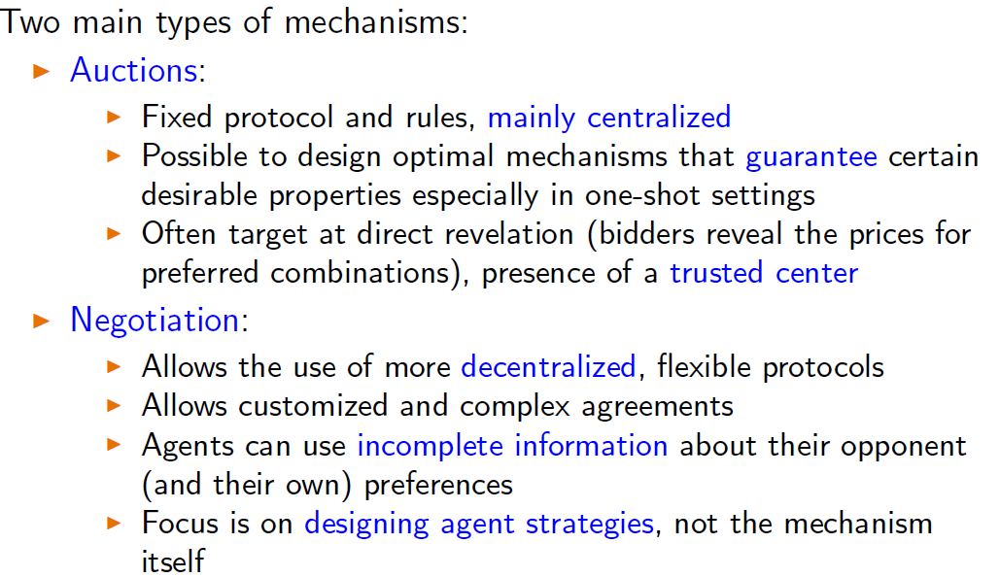 Two main types of mechanisms:
Auctions:
Fixed protocol and rules, mainly centralized
Possible to design optimal mechanisms that guarantee certain
desirable properties especially in one-shot settings
Often target at direct revelation (bidders reveal the prices for
preferred combinations), presence of a trusted center
Negotiation:
Allows the use of more decentralized, flexible protocols
Allows customized and complex agreements
Agents can use incomplete information about their opponent
(and their own) preferences
Focus is on designing agent strategies, not the mechanism
itself